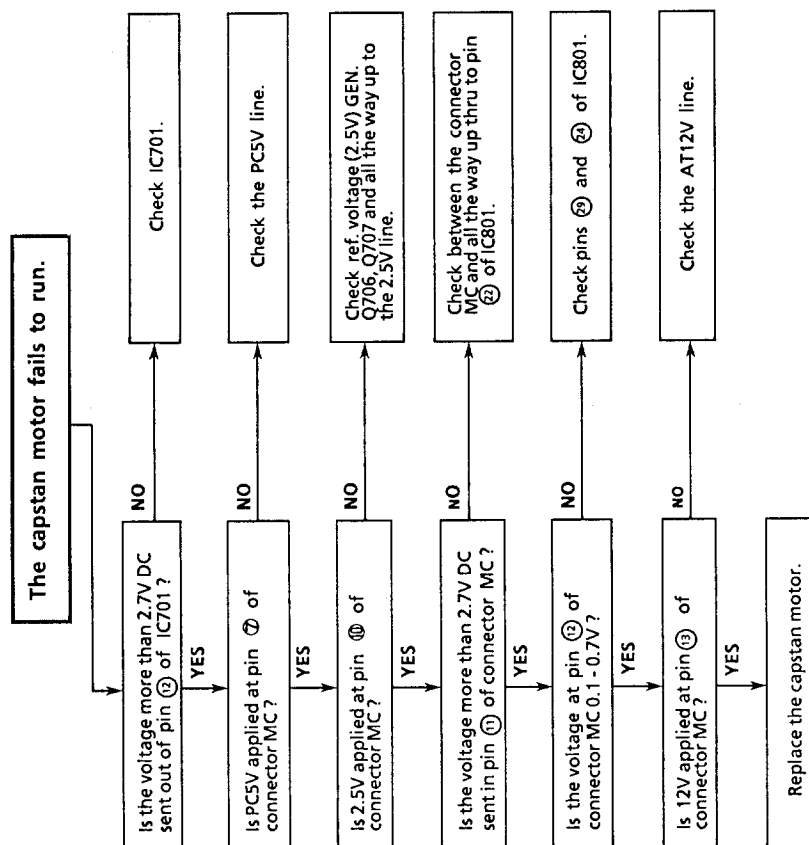 The capstan motor fails to run.
Is the voltage more than 2.7V DC
sent out of pin ⑫ of IC701 ?
NO
Check IC701.
YES
Is PC5V applied at pin ⑦ of
connector MC ?
NO
Check the PC5V line.
YES
Is 2.5V applied at pin ⑩ of
connector MC ?
NO
Check ref. voltage (2.5V) GEN.
Q706, Q707 and all the way up to
the 2.5V line.
YES
Is the voltage more than 2.7V DC
sent in pin ⑪ of connector MC ?
NO
Check between the connector
MC and all the way up thru to pin
㉒ of IC801.
YES
Is the voltage at pin ⑫ of
connector MC 0.1 - 0.7V ?
NO
Check pins ㉙ and ㉔ of IC801.
YES
Is 12V applied at pin ⑬ of
connector MC ?
NO
Check the AT12V line.
YES
Replace the capstan motor.